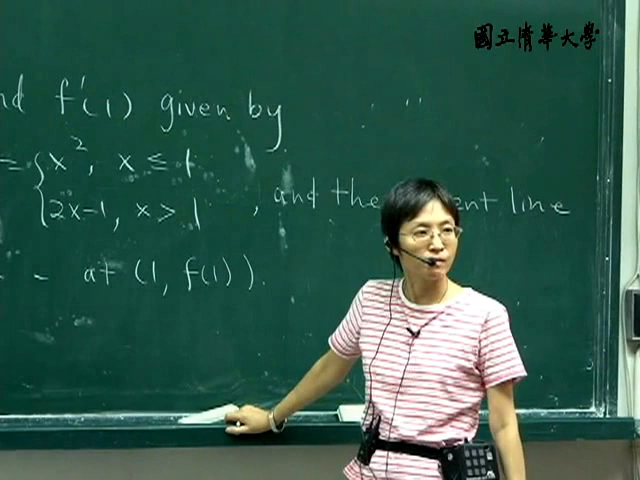 國立清華大學
nd f'(1) given by
= { x², x ≤ 1
2x-1, x > 1 , and the ent line
at (1, f(1)).